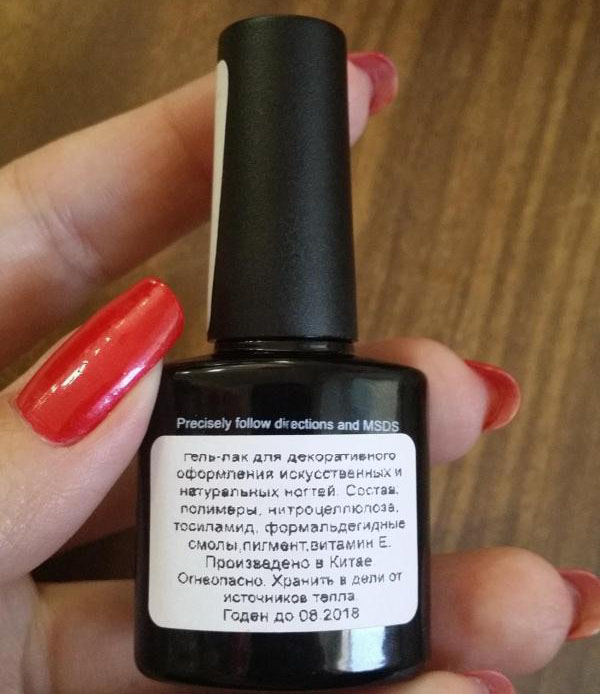 Precisely follow directions and MSDS
гель-лак для декоративного
оформления искусственных и
натуральных ногтей. Состав:
полимеры, нитроцеллюлоза,
тосиламид, формальдегидные
смолы,пигмент,витамин Е.
Произведено в Китае
Огнеопасно. Хранить в дали от
источников тепла.
Годен до 08.2018